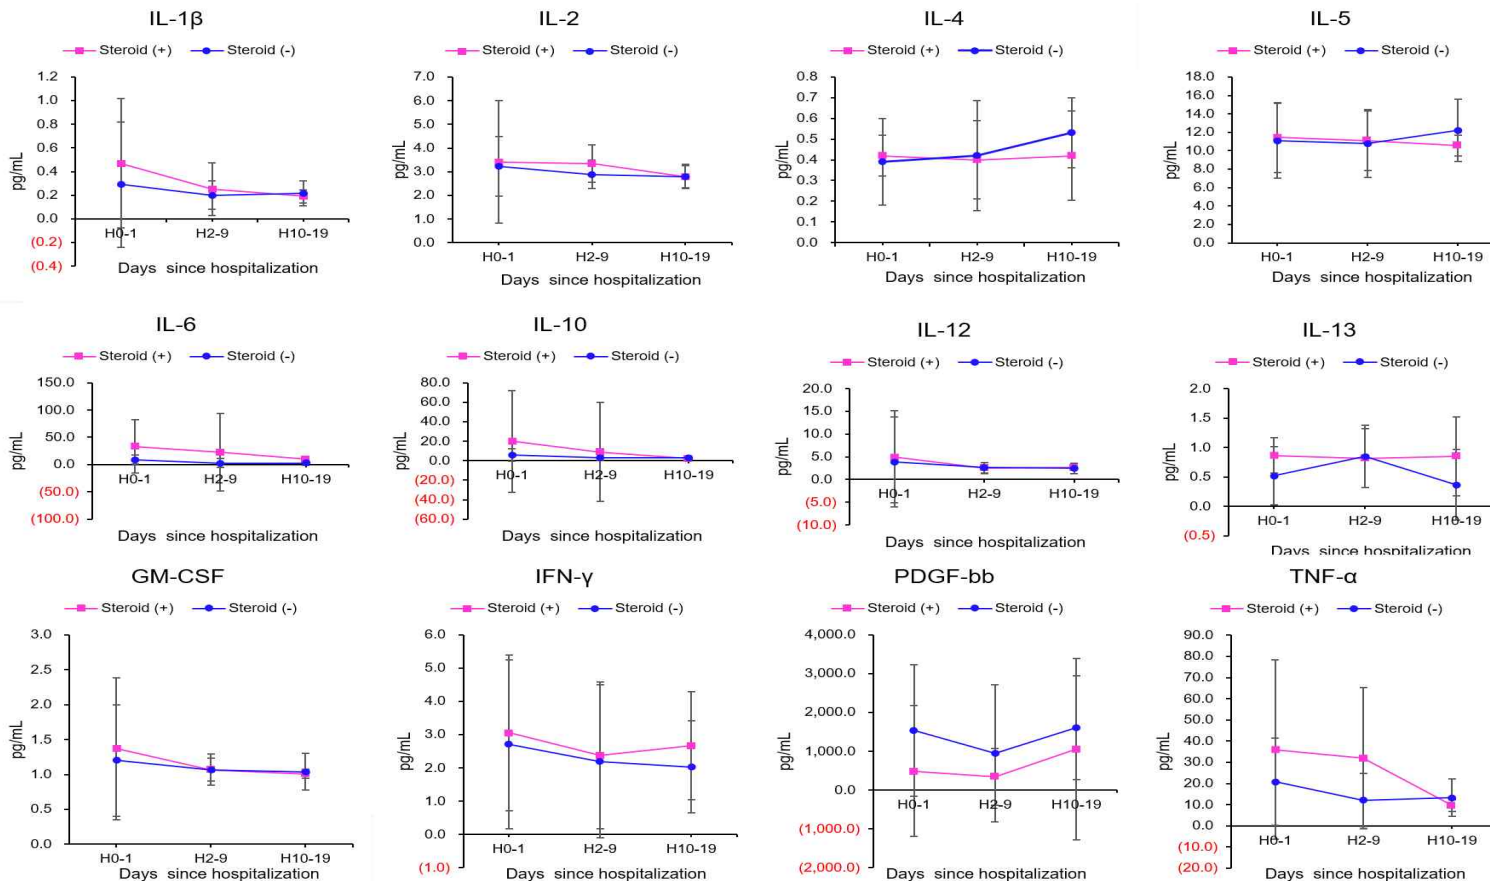 IL-1β
Steroid (+) Steroid (-)
1.2
1.0
0.8
0.6
0.4
0.2
0.0
(0.2)
(0.4)
pg/mL
H0-1 H2-9 H10-19
Days since hospitalization
IL-2
Steroid (+) Steroid (-)
7.0
6.0
5.0
4.0
3.0
2.0
1.0
0.0
pg/mL
H0-1 H2-9 H10-19
Days since hospitalization
IL-4
Steroid (+) Steroid (-)
0.8
0.7
0.6
0.5
0.4
0.3
0.2
0.1
0.0
pg/mL
H0-1 H2-9 H10-19
Days since hospitalization
IL-5
Steroid (+) Steroid (-)
18.0
16.0
14.0
12.0
10.0
8.0
6.0
4.0
2.0
0.0
pg/mL
H0-1 H2-9 H10-19
Days since hospitalization
IL-6
Steroid (+) Steroid (-)
150.0
100.0
50.0
0.0
(50.0)
(100.0)
pg/mL
H0-1 H2-9 H10-19
Days since hospitalization
IL-10
Steroid (+) Steroid (-)
80.0
60.0
40.0
20.0
0.0
(20.0)
(40.0)
(60.0)
pg/mL
H0-1 H2-9 H10-19
Days since hospitalization
IL-12
Steroid (+) Steroid (-)
20.0
15.0
10.0
5.0
0.0
(5.0)
(10.0)
pg/mL
H0-1 H2-9 H10-19
Days since hospitalization
IL-13
Steroid (+) Steroid (-)
2.0
1.5
1.0
0.5
0.0
(0.5)
pg/mL
H0-1 H2-9 H10-19
Days since hospitalization
GM-CSF
Steroid (+) Steroid (-)
3.0
2.5
2.0
1.5
1.0
0.5
0.0
pg/mL
H0-1 H2-9 H10-19
Days since hospitalization
IFN-γ
Steroid (+) Steroid (-)
6.0
5.0
4.0
3.0
2.0
1.0
0.0
(1.0)
pg/mL
H0-1 H2-9 H10-19
Days since hospitalization
PDGF-bb
Steroid (+) Steroid (-)
4,000.0
3,000.0
2,000.0
1,000.0
0.0
(1,000.0)
(2,000.0)
pg/mL
H0-1 H2-9 H10-19
Days since hospitalization
TNF-α
Steroid (+) Steroid (-)
90.0
80.0
70.0
60.0
50.0
40.0
30.0
20.0
10.0
0.0
(10.0)
(20.0)
pg/mL
H0-1 H2-9 H10-19
Days since hospitalization